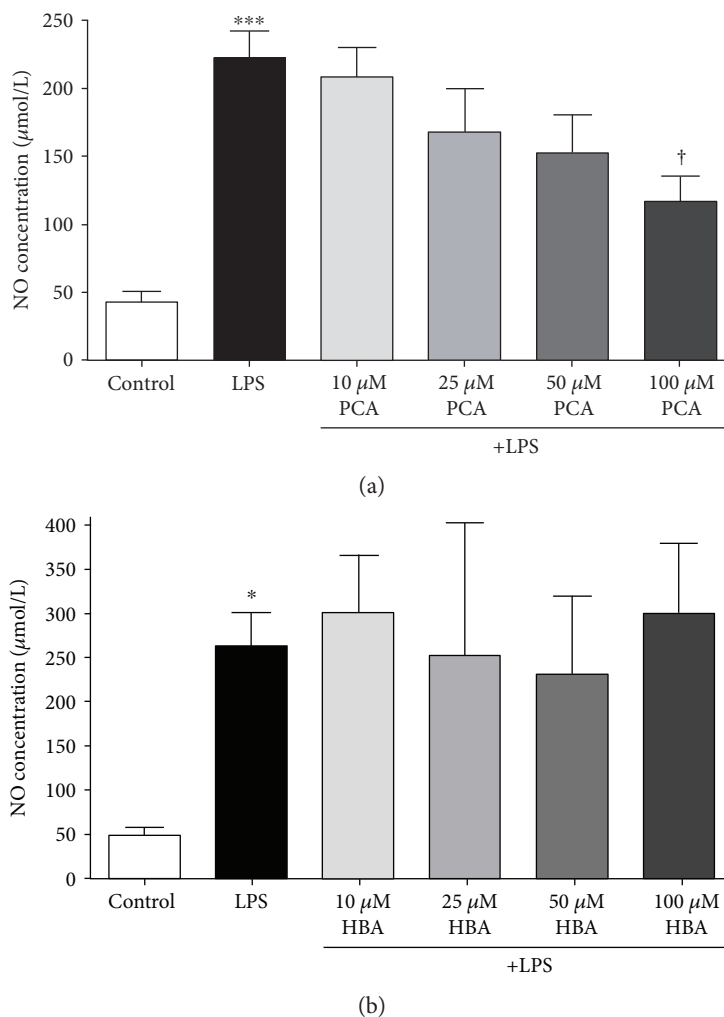 NO concentration (μmol/L)
250
200
150
100
50
0
***
†
Control LPS 10 μM 25 μM 50 μM 100 μM
PCA PCA PCA PCA
+LPS
(a)
NO concentration (μmol/L)
400
350
300
250
200
150
100
50
0
*
Control LPS 10 μM 25 μM 50 μM 100 μM
HBA HBA HBA HBA
+LPS
(b)